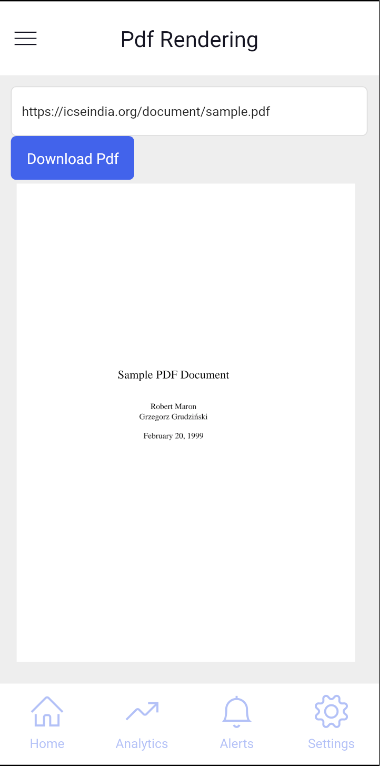 Pdf Rendering
https://icseindia.org/document/sample.pdf
Download Pdf
Sample PDF Document
Robert Maron
Grzegorz Grudziński
February 20, 1999
Home Analytics Alerts Settings